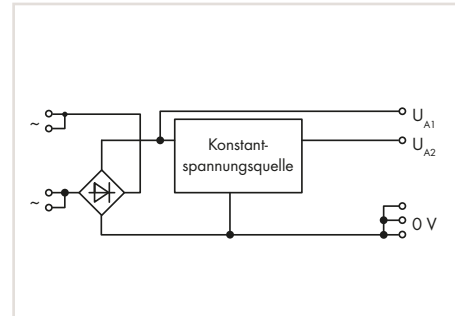 ~
U A1
Konstant-
spannungsquelle
U A2
~
0 V